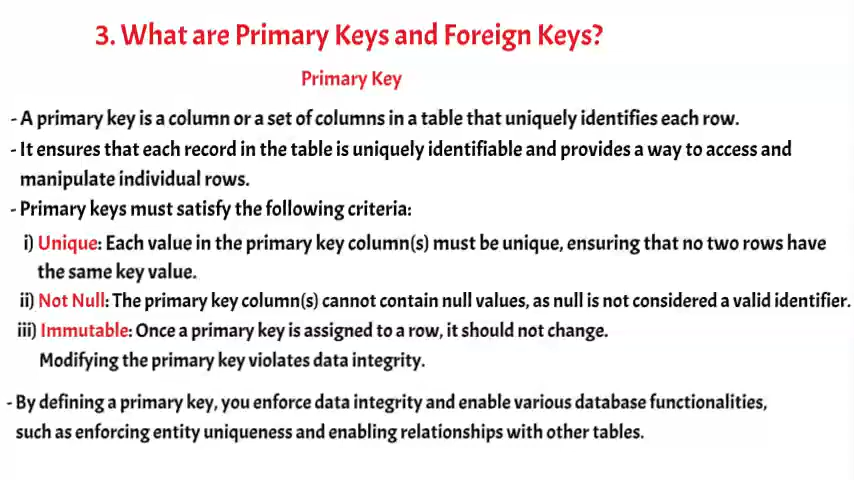 3. What are Primary Keys and Foreign Keys?
Primary Key
- A primary key is a column or a set of columns in a table that uniquely identifies each row.
- It ensures that each record in the table is uniquely identifiable and provides a way to access and
manipulate individual rows.
- Primary keys must satisfy the following criteria:
i) Unique: Each value in the primary key column(s) must be unique, ensuring that no two rows have
the same key value.
ii) Not Null: The primary key column(s) cannot contain null values, as null is not considered a valid identifier.
iii) Immutable: Once a primary key is assigned to a row, it should not change.
Modifying the primary key violates data integrity.
- By defining a primary key, you enforce data integrity and enable various database functionalities,
such as enforcing entity uniqueness and enabling relationships with other tables.